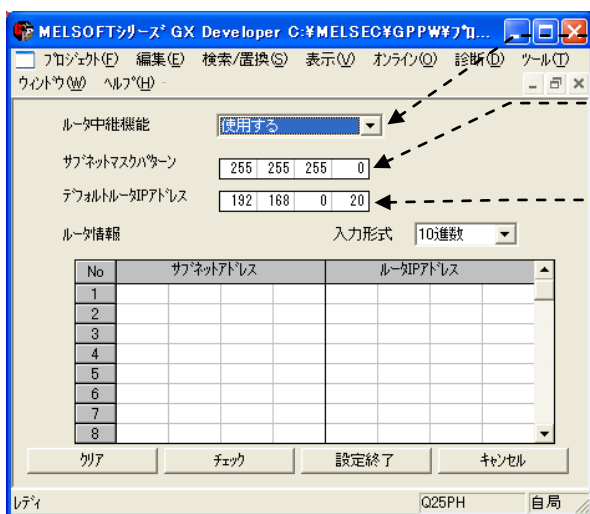 MELSOFTｼﾘｰｽﾞ GX Developer C:¥MELSEC¥GPPW¥ﾌﾟﾛ...
ﾌﾟﾛｼﾞｪｸﾄ(F) 編集(E) 検索/置換(S) 表示(V) ｵﾝﾗｲﾝ(O) 診断(D) ﾂｰﾙ(T)
ｳｨﾝﾄﾞｳ(W) ﾍﾙﾌﾟ(H)
ﾙｰﾀ中継機能 使用する
ｻﾌﾞﾈｯﾄﾏｽｸﾊﾟﾀｰﾝ 255 255 255 0
ﾃﾞﾌｫﾙﾄﾙｰﾀIPｱﾄﾞﾚｽ 192 168 0 20
ﾙｰﾀ情報 入力形式 10進数
No ｻﾌﾞﾈｯﾄｱﾄﾞﾚｽ ﾙｰﾀIPｱﾄﾞﾚｽ
1
2
3
4
5
6
7
8
ｸﾘｱ ﾁｪｯｸ 設定終了 ｷｬﾝｾﾙ
ﾚﾃﾞｨ Q25PH 自局